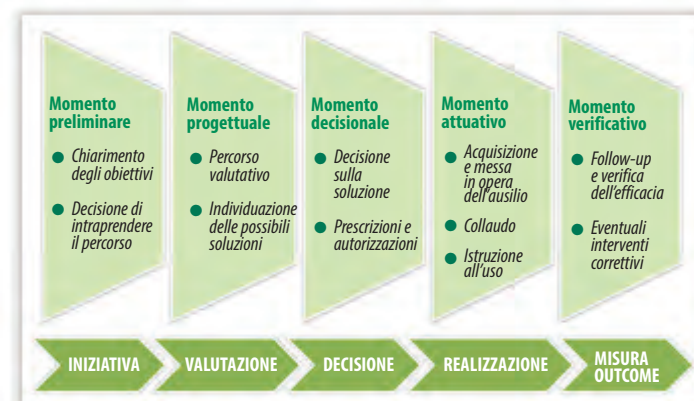 Momento
preliminare
● Chiarimento
degli obiettivi
● Decisione di
intraprendere
il percorso
Momento
progettuale
● Percorso
valutativo
● Individuazione
delle possibili
soluzioni
Momento
decisionale
● Decisione
sulla
soluzione
● Prescrizioni e
autorizzazioni
Momento
attuativo
● Acquisizione
e messa
in opera
dell'ausilio
● Collaudo
● Istruzione
all'uso
Momento
verificativo
● Follow-up
e verifica
dell'efficacia
● Eventuali
interventi
correttivi
INIZIATIVA
VALUTAZIONE
DECISIONE
REALIZZAZIONE
MISURA
OUTCOME